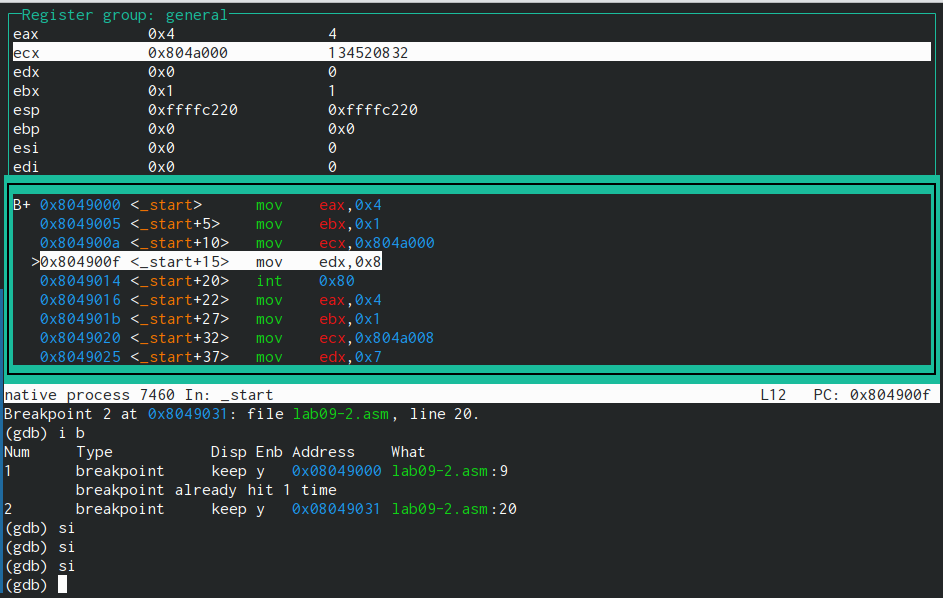 Register group: general
eax 0x4 4
ecx 0x804a000 134520832
edx 0x0 0
ebx 0x1 1
esp 0xffffc220 0xffffc220
ebp 0x0 0x0
esi 0x0 0
edi 0x0 0
B+ 0x8049000 <_start> mov eax,0x4
0x8049005 <_start+5> mov ebx,0x1
0x804900a <_start+10> mov ecx,0x804a000
>0x804900f <_start+15> mov edx,0x8
0x8049014 <_start+20> int 0x80
0x8049016 <_start+22> mov eax,0x4
0x804901b <_start+27> mov ebx,0x1
0x8049020 <_start+32> mov ecx,0x804a008
0x8049025 <_start+37> mov edx,0x7
native process 7460 In: _start L12 PC: 0x804900f
Breakpoint 2 at 0x8049031: file lab09-2.asm, line 20.
(gdb) i b
Num Type Disp Enb Address What
1 breakpoint keep y 0x08049000 lab09-2.asm:9
breakpoint already hit 1 time
2 breakpoint keep y 0x08049031 lab09-2.asm:20
(gdb) si
(gdb) si
(gdb) si
(gdb)